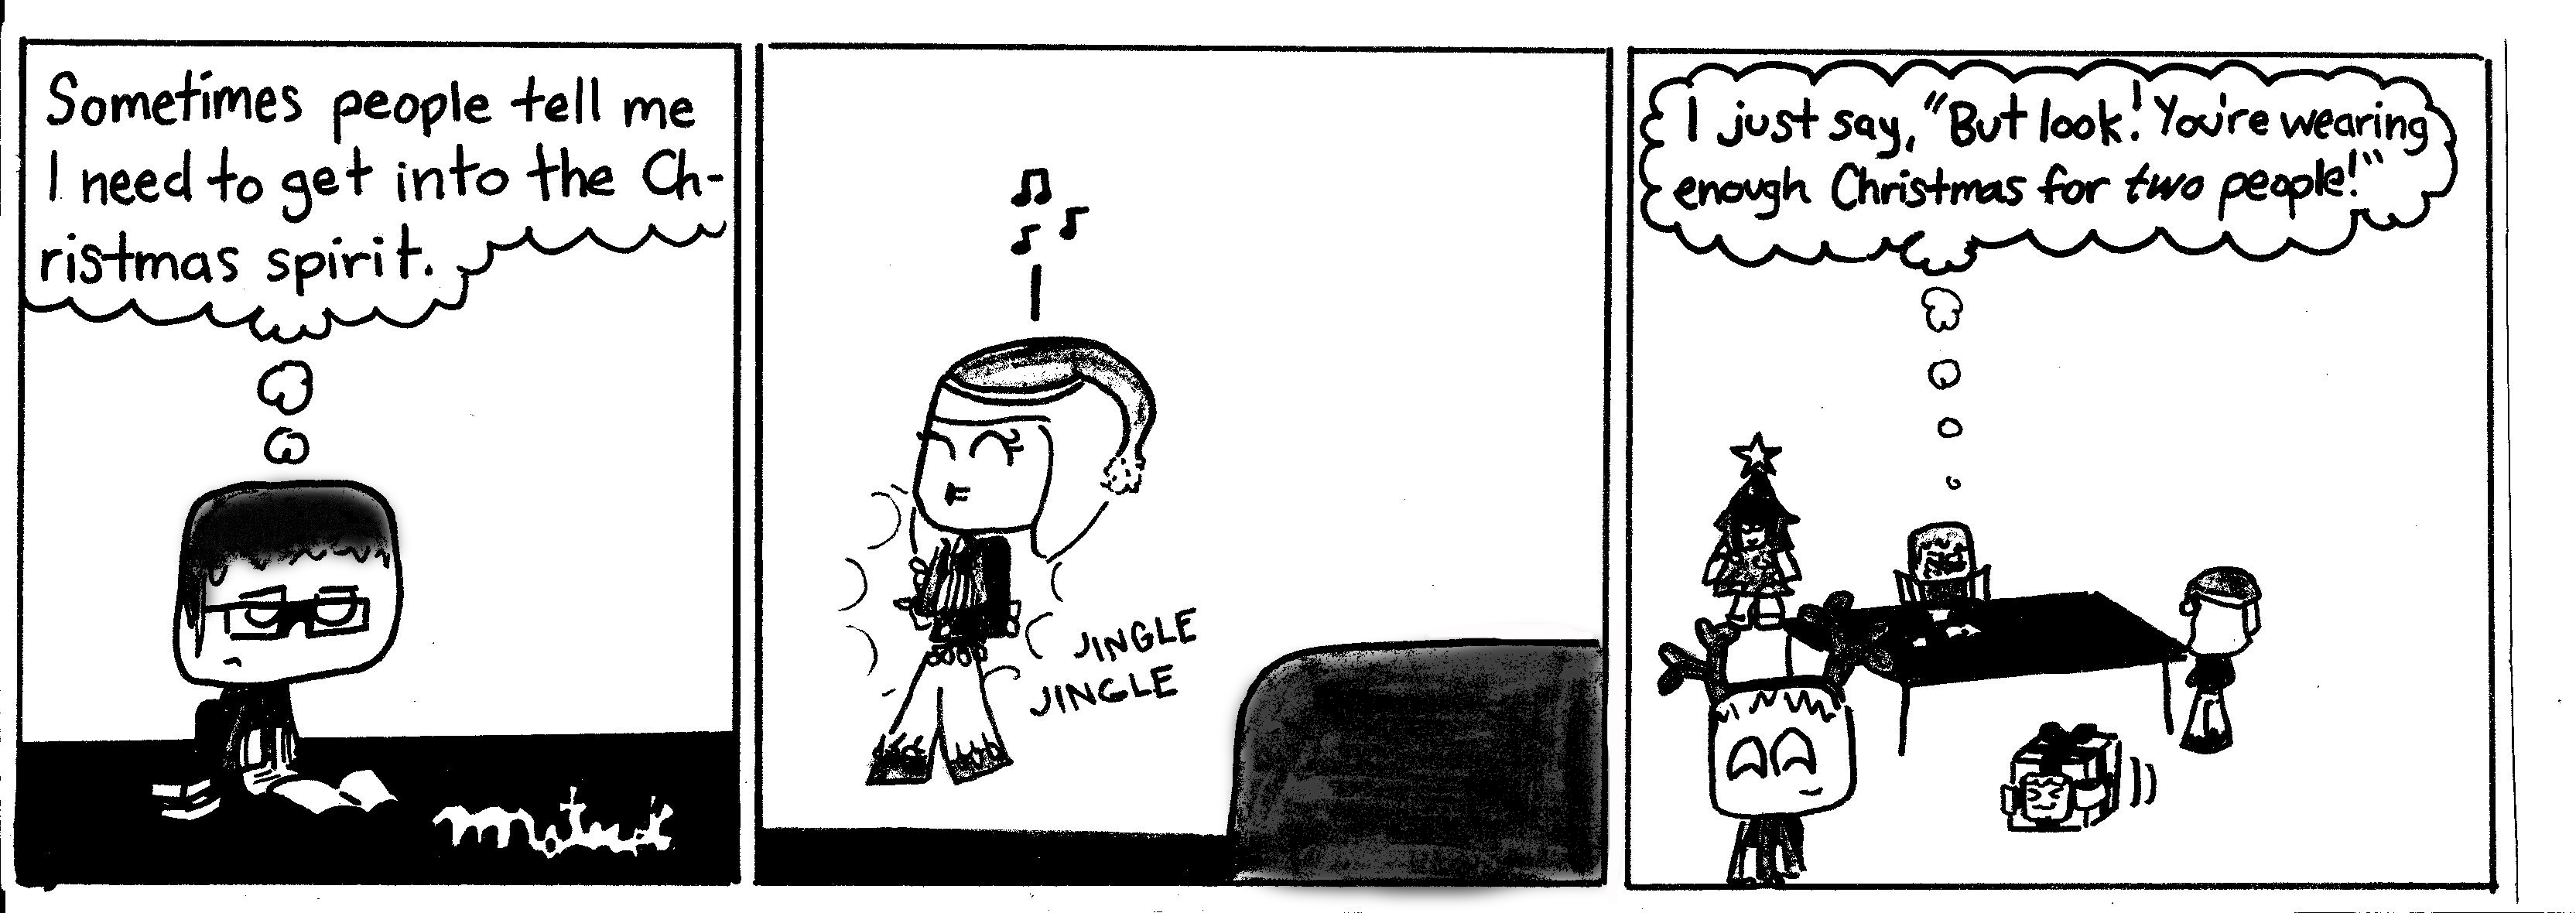 Sometimes people tell me
I need to get into the Ch-
ristmas spirit.
JINGLE
JINGLE
I just say, "But look! You're wearing
enough Christmas for two people!"